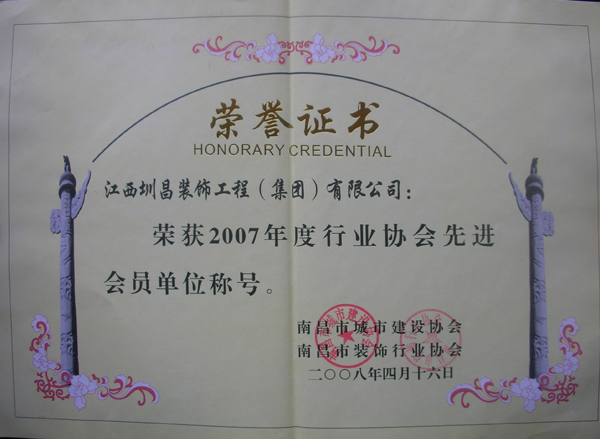 荣誉证书
HONORARY CREDENTIAL
江西圳昌装饰工程（集团）有限公司：
荣获2007年度行业协会先进
会员单位称号。
南昌市城市建设协会
南昌市装饰行业协会
二〇〇八年四月十六日